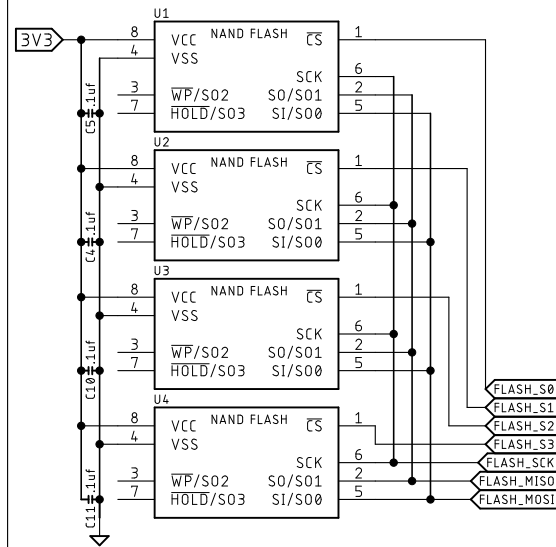 U1
3V3
8 VCC NAND FLASH CS 1
4 VSS
SCK 6
3 WP/SO2 SO/SO1 2
7 HOLD/SO3 SI/SO0 5
C5 .1uf
U2
8 VCC NAND FLASH CS 1
4 VSS
SCK 6
3 WP/SO2 SO/SO1 2
7 HOLD/SO3 SI/SO0 5
C4 .1uf
U3
8 VCC NAND FLASH CS 1
4 VSS
SCK 6
3 WP/SO2 SO/SO1 2
7 HOLD/SO3 SI/SO0 5
C10 .1uf
U4
8 VCC NAND FLASH CS 1
4 VSS
SCK 6
3 WP/SO2 SO/SO1 2
7 HOLD/SO3 SI/SO0 5
C11 .1uf
FLASH_S0
FLASH_S1
FLASH_S2
FLASH_S3
FLASH_SCK
FLASH_MISO
FLASH_MOSI